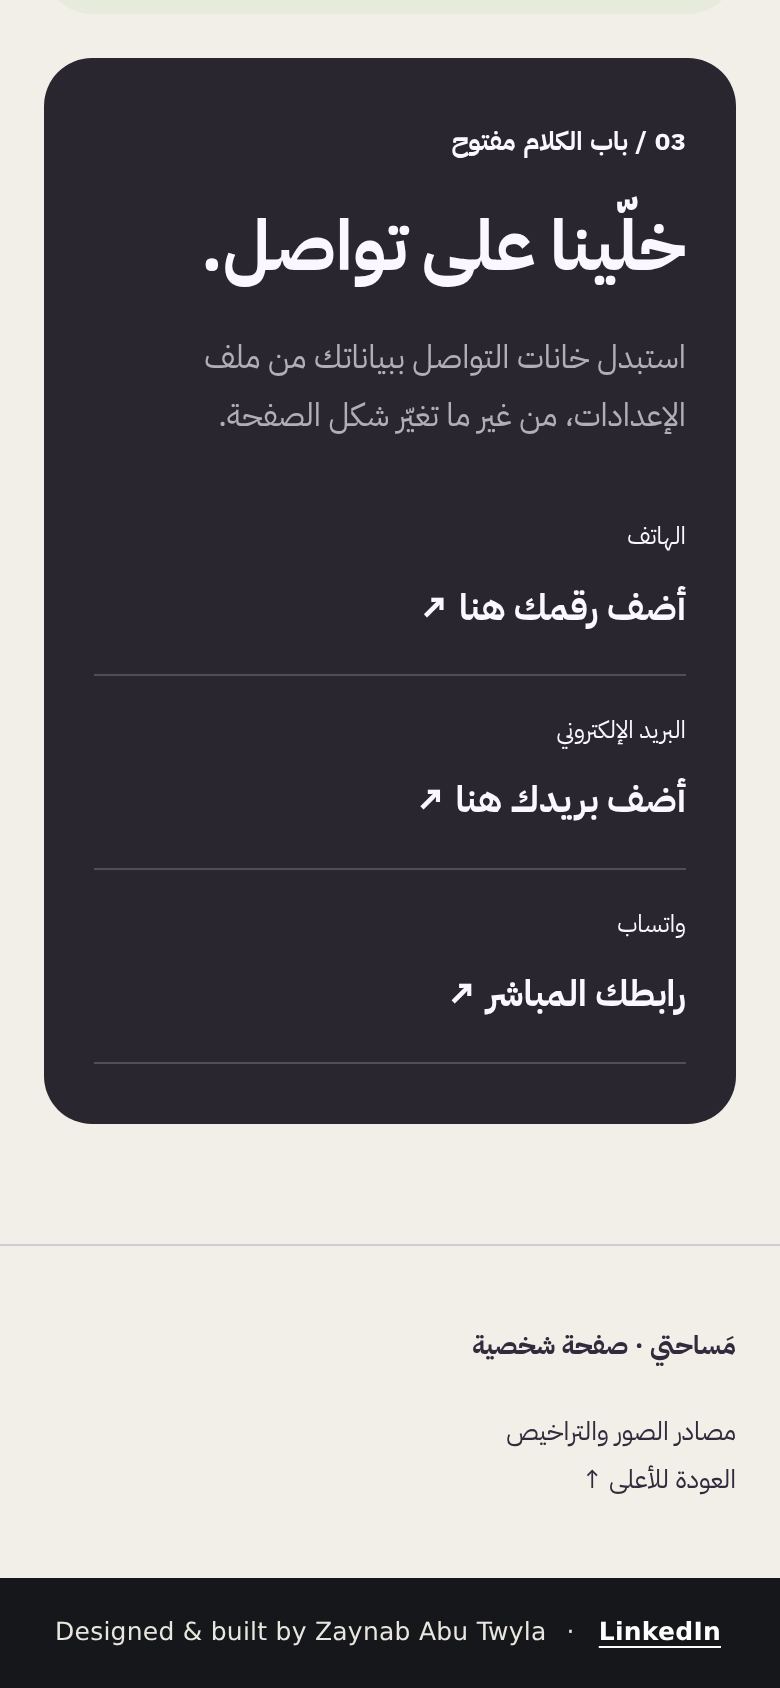 03 / باب الكلام مفتوح
خلّينا على تواصل.
استبدل خانات التواصل ببياناتك من ملف
الإعدادات، من غير ما تغيّر شكل الصفحة.
الهاتف
أضف رقمك هنا ↗
البريد الإلكتروني
أضف بريدك هنا ↗
واتساب
رابطك المباشر ↗
مَساحتي · صفحة شخصية
مصادر الصور والتراخيص
العودة للأعلى ↑
Designed & built by Zaynab Abu Twyla · LinkedIn